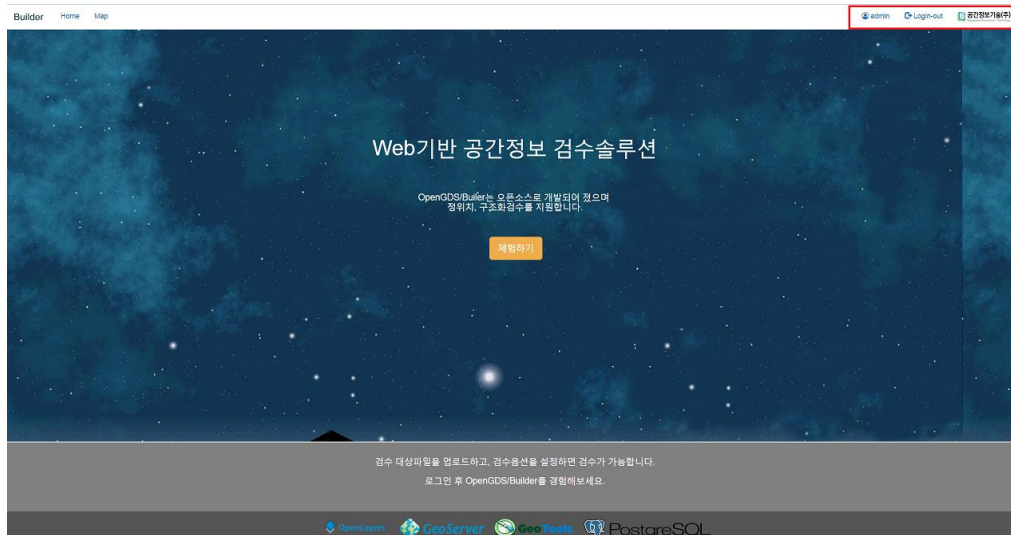 Builder Home Map admin Login-out 공간정보기술(주)
Web기반 공간정보 검수솔루션
OpenGDS/Builer는 오픈소스로 개발되어 졌으며
정위치, 구조화검수를 지원합니다.
체험하기
검수 대상파일을 업로드하고, 검수옵션을 설정하면 검수가 가능합니다.
로그인 후 OpenGDS/Builder를 경험해보세요.
OpenLayers GeoServer GeoTools PostgreSQL